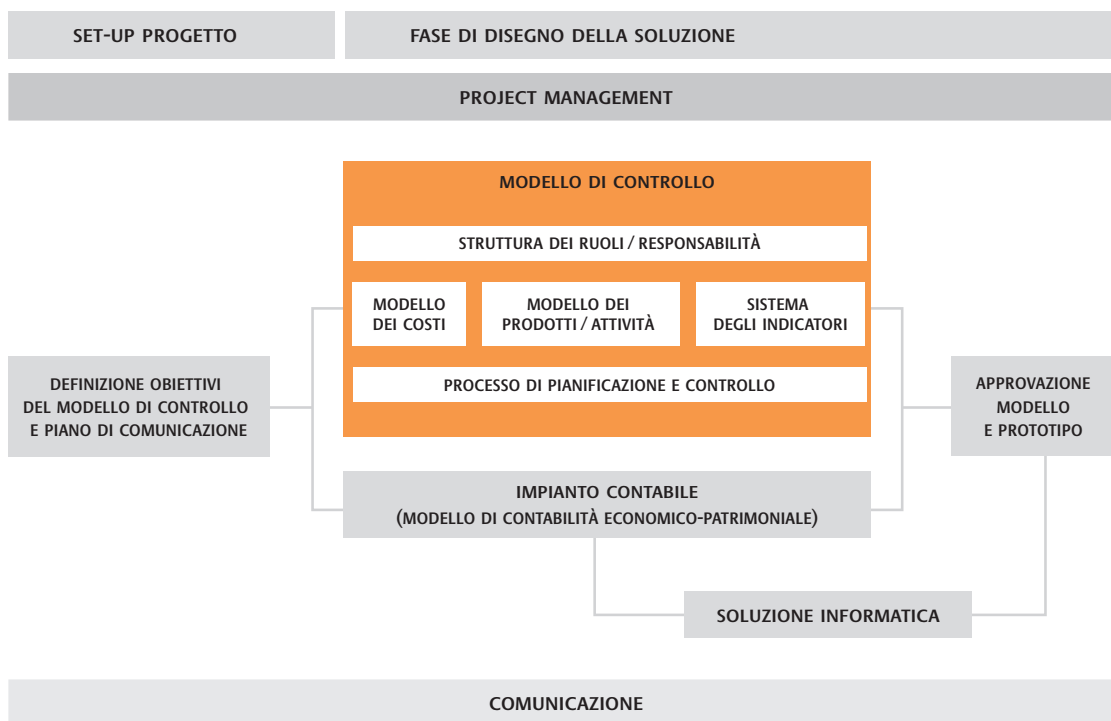 SET-UP PROGETTO
FASE DI DISEGNO DELLA SOLUZIONE
PROJECT MANAGEMENT
MODELLO DI CONTROLLO
STRUTTURA DEI RUOLI / RESPONSABILITÀ
MODELLO
DEI COSTI
MODELLO DEI
PRODOTTI / ATTIVITÀ
SISTEMA
DEGLI INDICATORI
PROCESSO DI PIANIFICAZIONE E CONTROLLO
DEFINIZIONE OBIETTIVI
DEL MODELLO DI CONTROLLO
E PIANO DI COMUNICAZIONE
APPROVAZIONE
MODELLO
E PROTOTIPO
IMPIANTO CONTABILE
(MODELLO DI CONTABILITÀ ECONOMICO-PATRIMONIALE)
SOLUZIONE INFORMATICA
COMUNICAZIONE